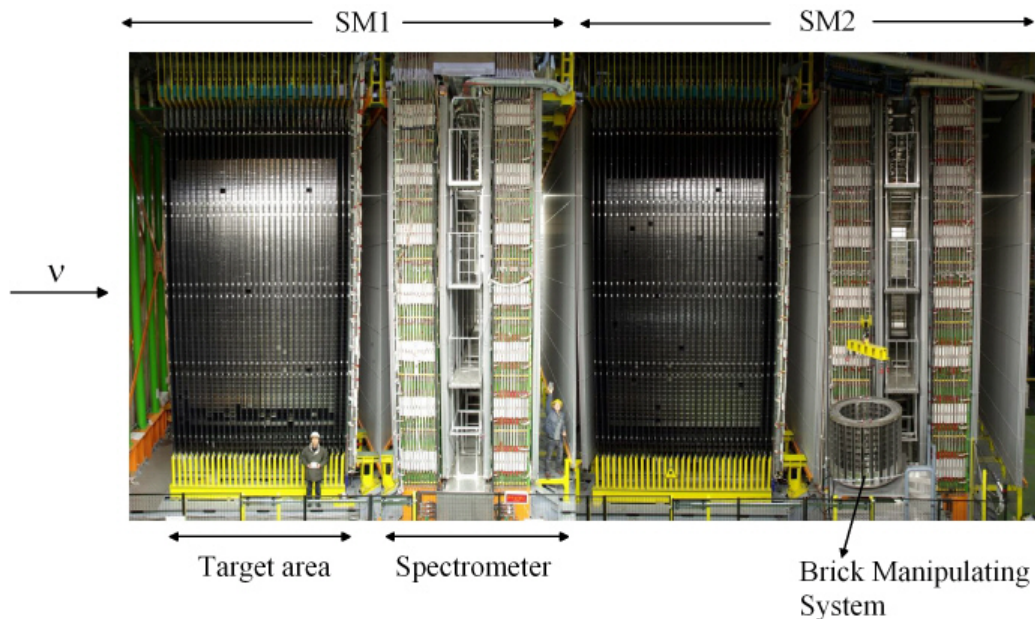 SM1
SM2
ν
Target area
Spectrometer
Brick Manipulating
System